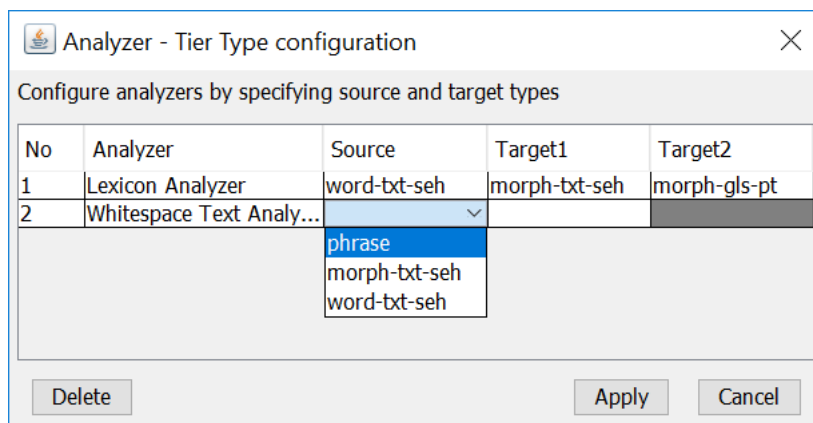 Analyzer - Tier Type configuration
Configure analyzers by specifying source and target types
No Analyzer Source Target1 Target2
1 Lexicon Analyzer word-txt-seh morph-txt-seh morph-gls-pt
2 Whitespace Text Analy...
phrase
morph-txt-seh
word-txt-seh
Delete Apply Cancel